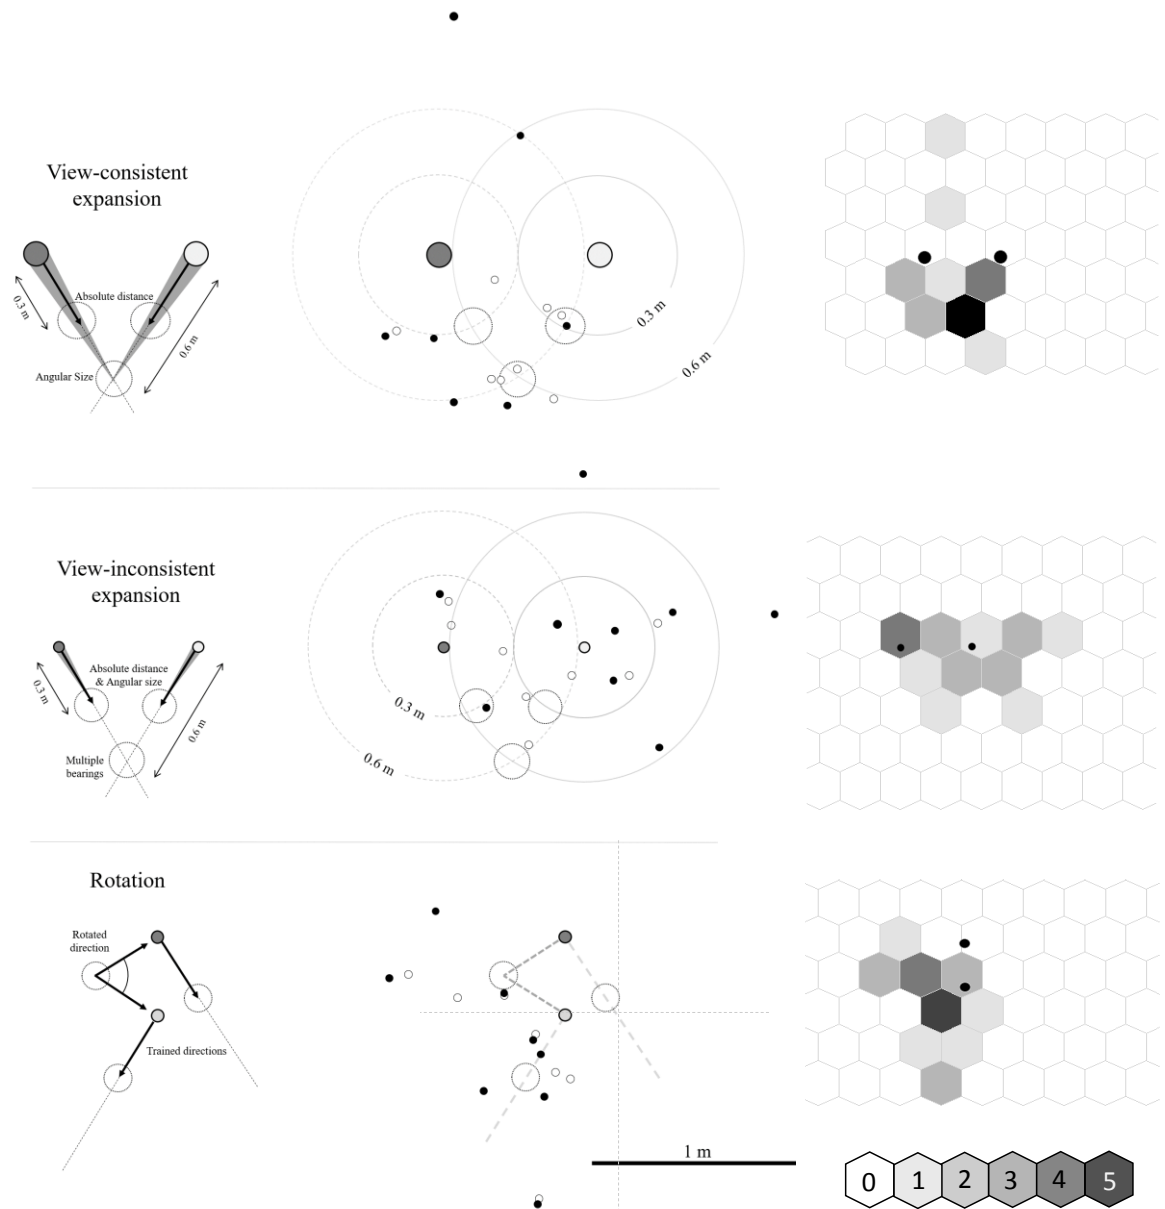 View-consistent
expansion
Absolute distance
0.3 m
0.6 m
Angular Size
0.3 m
0.6 m
View-inconsistent
expansion
Absolute distance
& Angular size
0.3 m
0.6 m
Multiple
bearings
0.3 m
0.6 m
Rotation
Rotated
direction
Trained directions
1 m
0 1 2 3 4 5